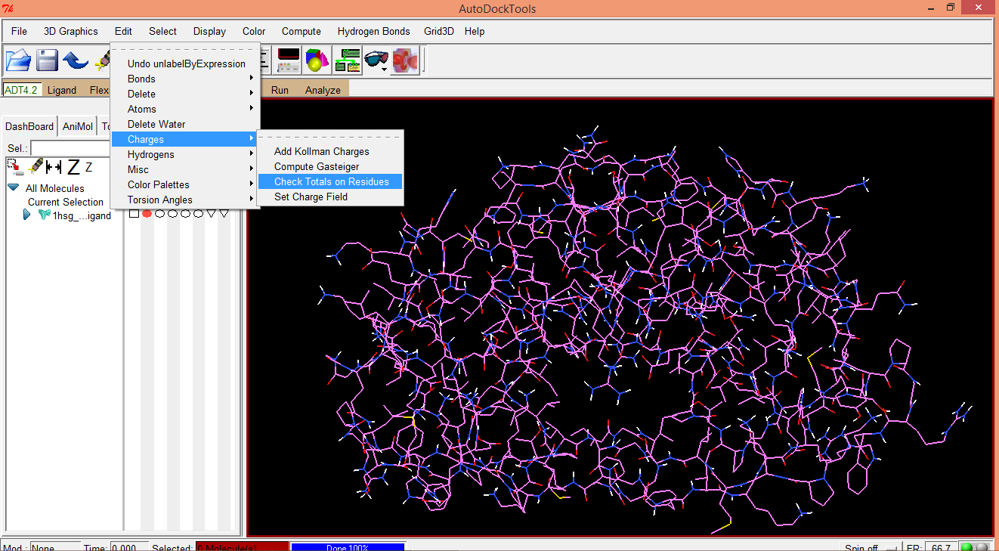 AutoDockTools
File 3D Graphics Edit Select Display Color Compute Hydrogen Bonds Grid3D Help
Undo unlabelByExpression
Bonds
Delete
Atoms
Delete Water
Charges
Hydrogens
Misc
Color Palettes
Torsion Angles
Add Kollman Charges
Compute Gasteiger
Check Totals on Residues
Set Charge Field
ADT4.2 Ligand Flex Run Analyze
DashBoard AniMol To
Sel.:
Z Z
All Molecules
Current Selection
1hsg_...igand
Mod.: None Time: 0.000 Selected: 0 Molecule(s) Done 100% Spin off FR: 66.7